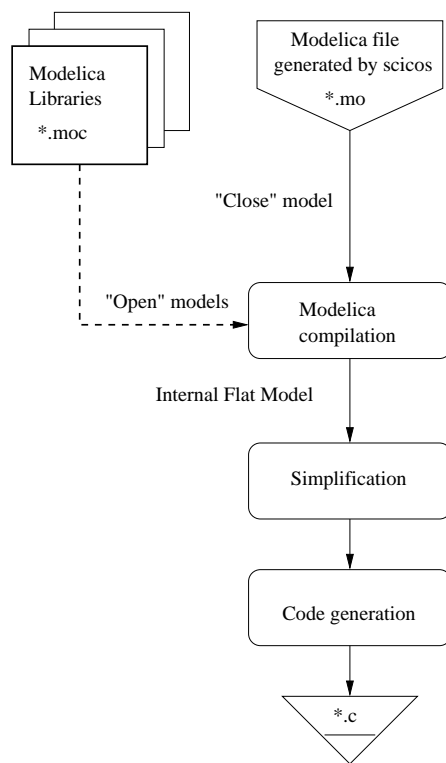 Modelica
Libraries
*.moc
Modelica file
generated by scicos
*.mo
"Close" model
"Open" models
Modelica
compilation
Internal Flat Model
Simplification
Code generation
*.c